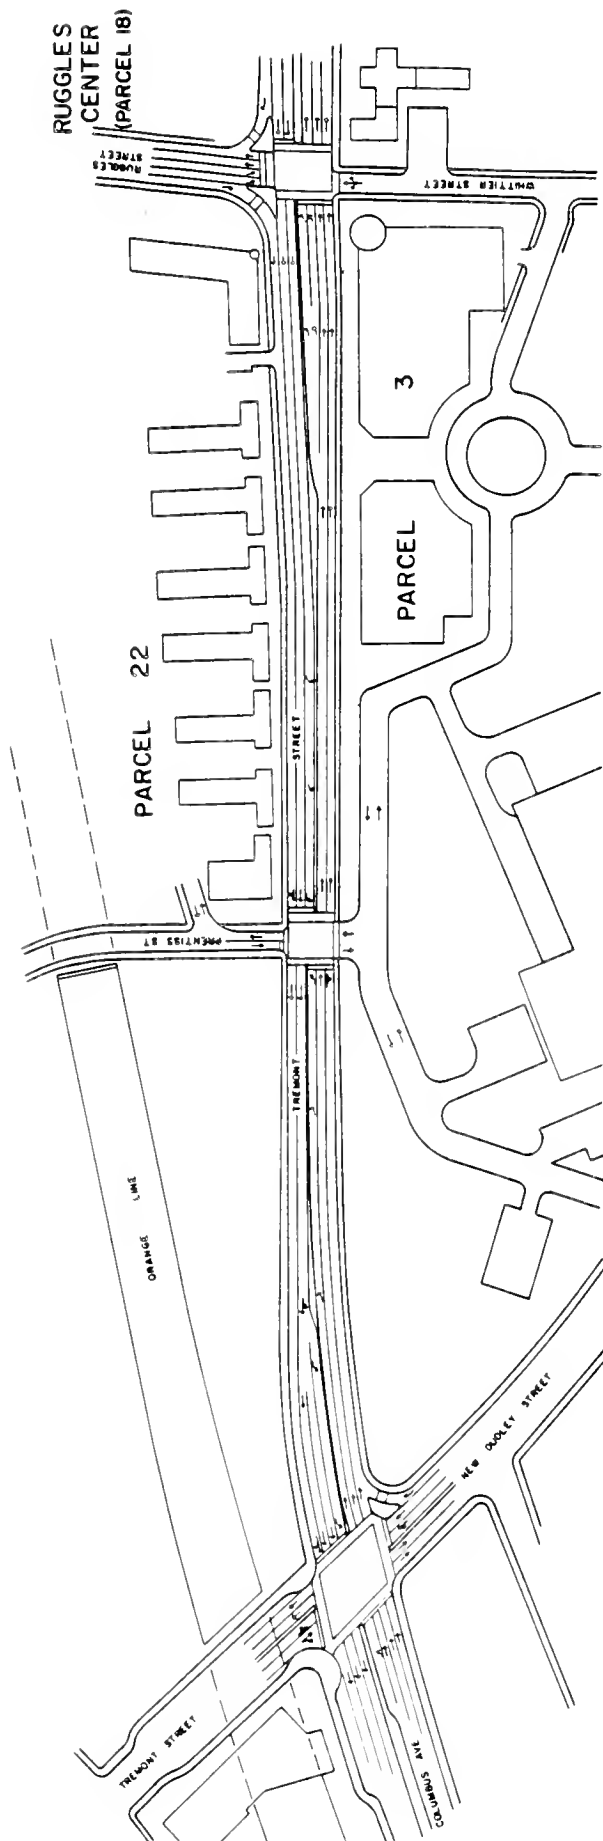 RUGGLES
CENTER
(PARCEL 18)
RUGGLES
STREET
WHITTIER STREET
3
PARCEL
PARCEL 22
STREET
PRENTISS ST
TREMONT
ORANGE LINE
NEW DUDLEY STREET
TREMONT STREET
COLUMBUS AVE